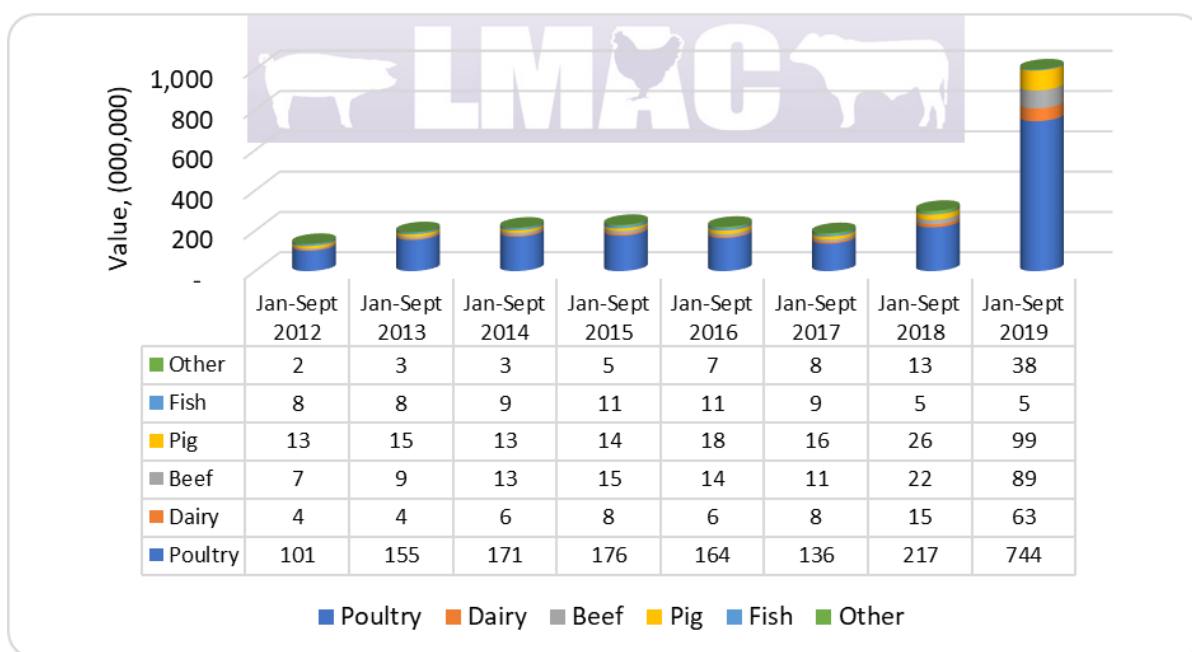 LMAC
Value, (000,000)
1,000
800
600
400
200
-
Jan-Sept 2012 Jan-Sept 2013 Jan-Sept 2014 Jan-Sept 2015 Jan-Sept 2016 Jan-Sept 2017 Jan-Sept 2018 Jan-Sept 2019
Other 2 3 3 5 7 8 13 38
Fish 8 8 9 11 11 9 5 5
Pig 13 15 13 14 18 16 26 99
Beef 7 9 13 15 14 11 22 89
Dairy 4 4 6 8 6 8 15 63
Poultry 101 155 171 176 164 136 217 744
Poultry Dairy Beef Pig Fish Other